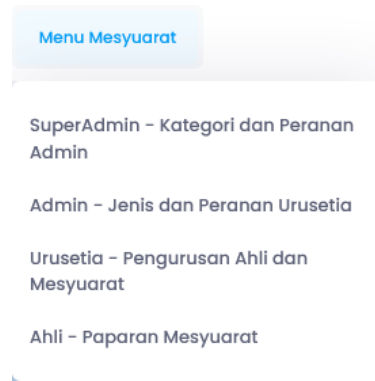 Menu Mesyuarat
SuperAdmin - Kategori dan Peranan
Admin
Admin - Jenis dan Peranan Urusetia
Urusetia - Pengurusan Ahli dan
Mesyuarat
Ahli - Paparan Mesyuarat